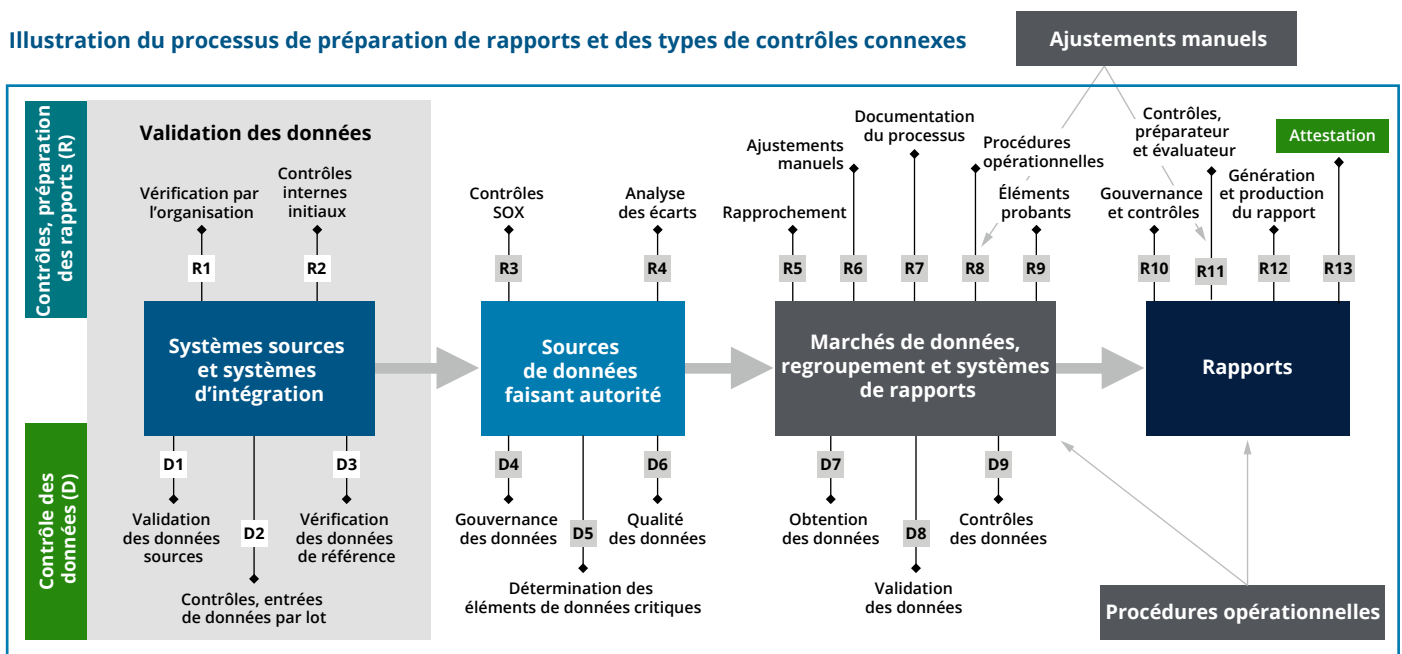 Illustration du processus de préparation de rapports et des types de contrôles connexes
Ajustements manuels
Contrôles, préparation
des rapports (R)
Validation des données
Vérification par
l'organisation
Contrôles
internes
initiaux
Contrôles
SOX
Analyse
des écarts
Rapprochement
Ajustements
manuels
Documentation
du processus
Procédures
opérationnelles
Éléments
probants
Gouvernance
et contrôles
Contrôles,
préparateur
et évaluateur
Génération
et production
du rapport
Attestation
R1
R2
R3
R4
R5
R6
R7
R8
R9
R10
R11
R12
R13
Systèmes sources
et systèmes
d'intégration
Sources
de données
faisant autorité
Marchés de données,
regroupement et systèmes
de rapports
Rapports
Contrôle des
données (D)
D1
D2
D3
D4
D5
D6
D7
D8
D9
Validation
des données
sources
Contrôles, entrées
de données par lot
Vérification
des données
de référence
Gouvernance
des données
Détermination des
éléments de données critiques
Qualité
des données
Obtention
des données
Validation
des données
Contrôles
des données
Procédures opérationnelles